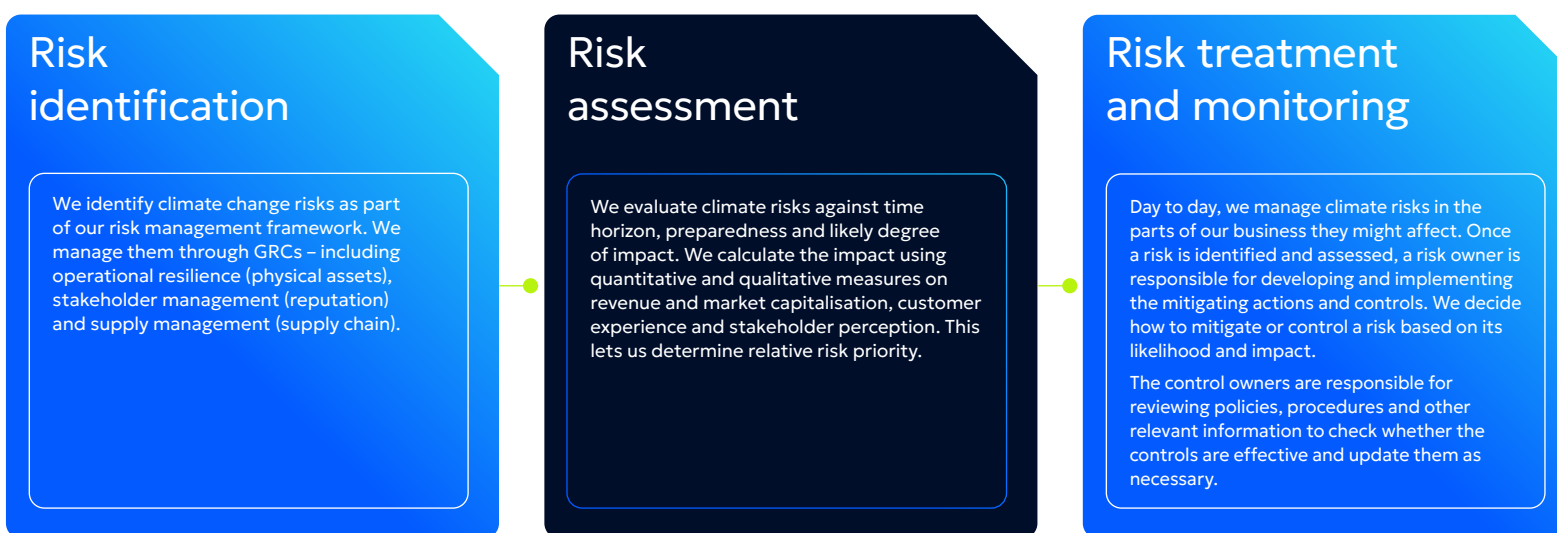 Risk
identification
We identify climate change risks as part
of our risk management framework. We
manage them through GRCs – including
operational resilience (physical assets),
stakeholder management (reputation)
and supply management (supply chain).
Risk
assessment
We evaluate climate risks against time
horizon, preparedness and likely degree
of impact. We calculate the impact using
quantitative and qualitative measures on
revenue and market capitalisation, customer
experience and stakeholder perception. This
lets us determine relative risk priority.
Risk treatment
and monitoring
Day to day, we manage climate risks in the
parts of our business they might affect. Once
a risk is identified and assessed, a risk owner is
responsible for developing and implementing
the mitigating actions and controls. We decide
how to mitigate or control a risk based on its
likelihood and impact.
The control owners are responsible for
reviewing policies, procedures and other
relevant information to check whether the
controls are effective and update them as
necessary.